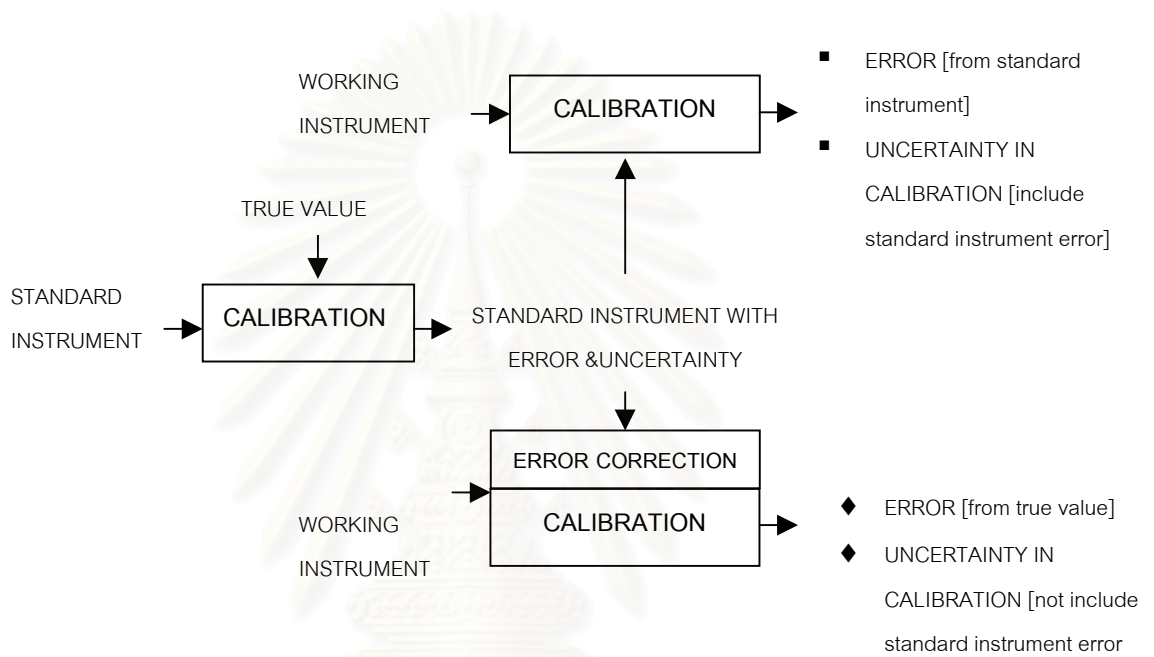 WORKING
INSTRUMENT
CALIBRATION
■ ERROR [from standard
instrument]
■ UNCERTAINTY IN
CALIBRATION [include
standard instrument error]
TRUE VALUE
STANDARD
INSTRUMENT
CALIBRATION
STANDARD INSTRUMENT WITH
ERROR &UNCERTAINTY
ERROR CORRECTION
CALIBRATION
WORKING
INSTRUMENT
♦ ERROR [from true value]
♦ UNCERTAINTY IN
CALIBRATION [not include
standard instrument error